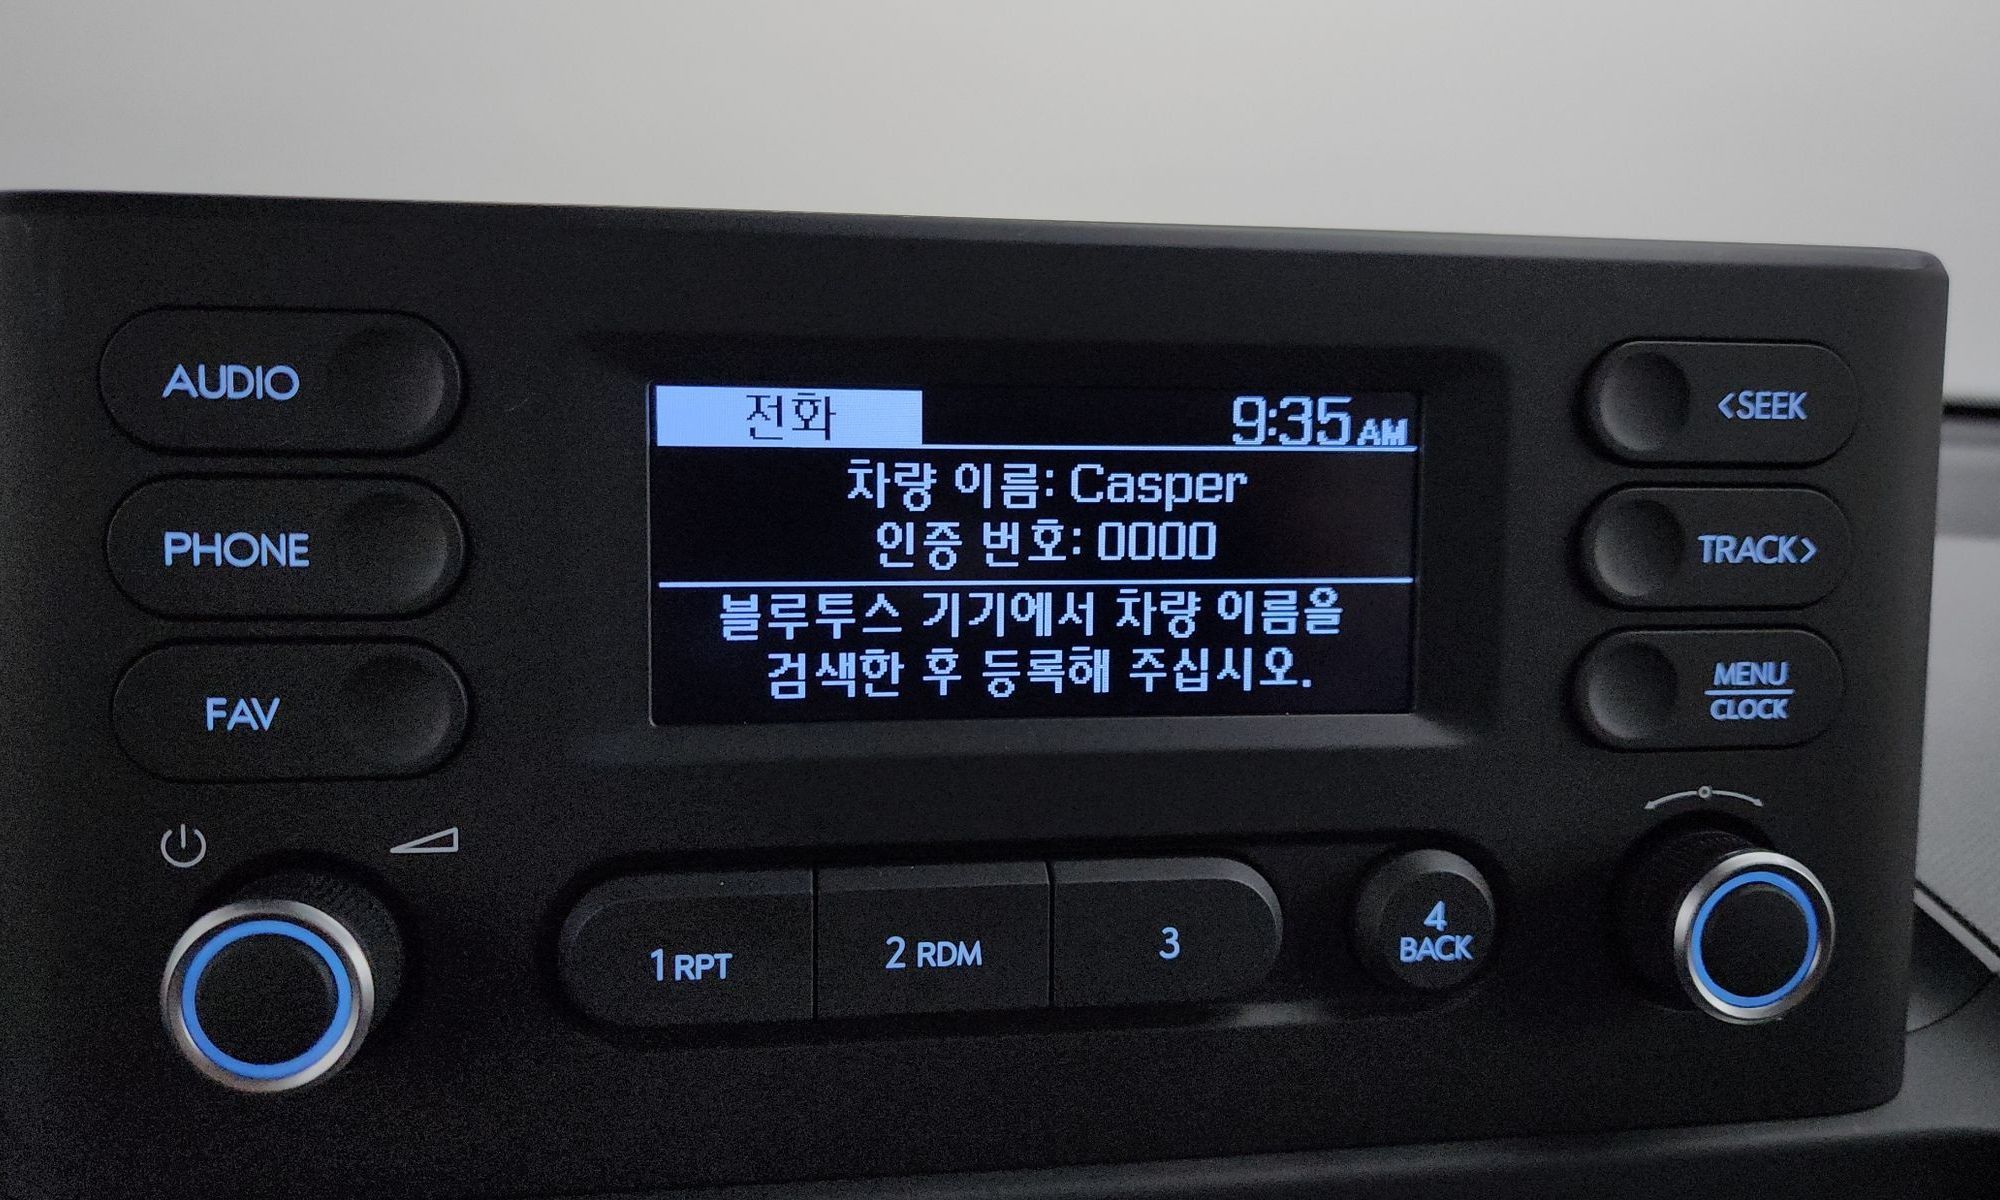 AUDIO
PHONE
FAV
전화
9:35 AM
차량 이름: Casper
인증 번호: 0000
블루투스 기기에서 차량 이름을
검색한 후 등록해 주십시오.
<SEEK
TRACK>
MENU
CLOCK
1 RPT
2 RDM
3
4
BACK